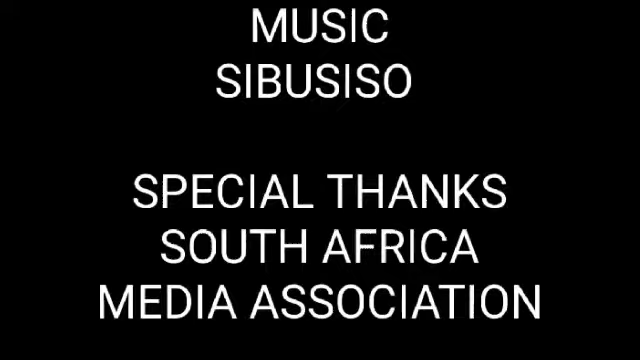 MUSIC
SIBUSISO
SPECIAL THANKS
SOUTH AFRICA
MEDIA ASSOCIATION